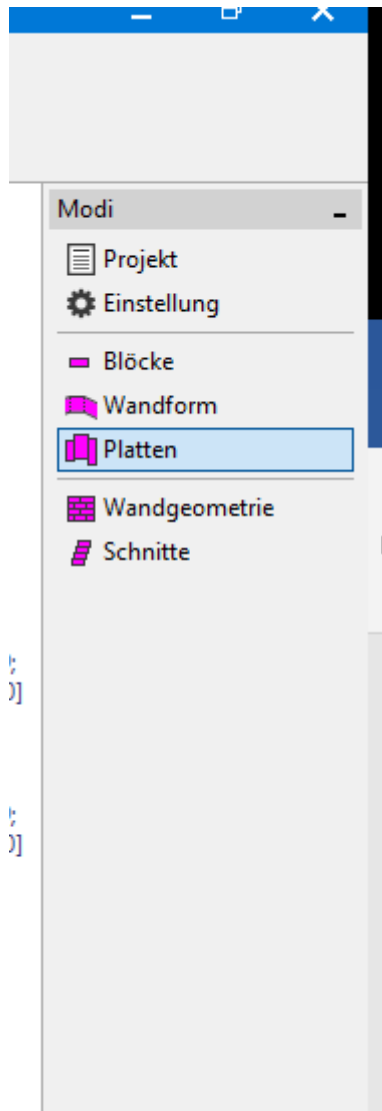 Modi
Projekt
Einstellung
Blöcke
Wandform
Platten
Wandgeometrie
Schnitte
;
)]
;
)]